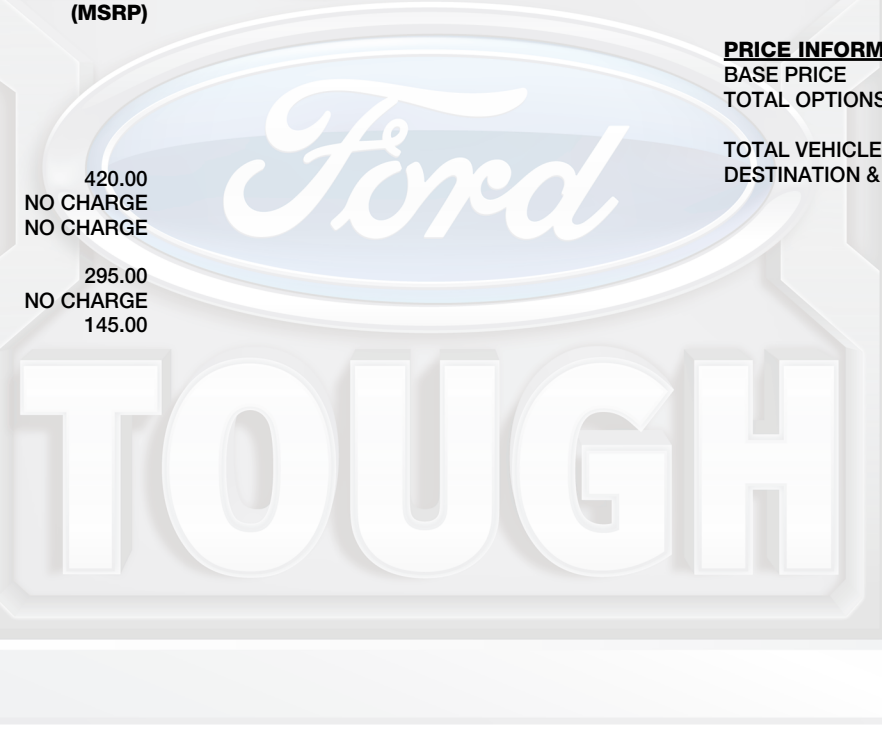 (MSRP)
420.00
NO CHARGE
NO CHARGE
295.00
NO CHARGE
145.00
PRICE INFORM
BASE PRICE
TOTAL OPTIONS
TOTAL VEHICLE
DESTINATION &
Ford
TOUGH